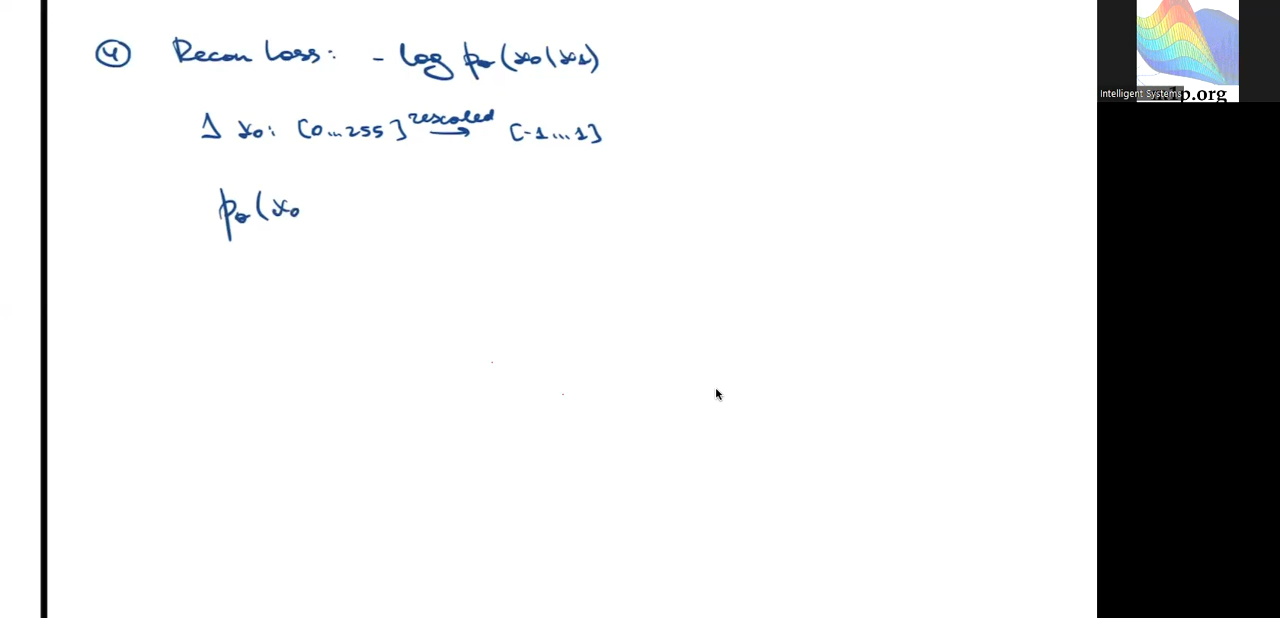 ④ Recon Loss: - log pθ(x0|x1)
Δ x0: [0...255] rescaled → [-1...1]
pθ(x0
Intelligent Systems
p.org